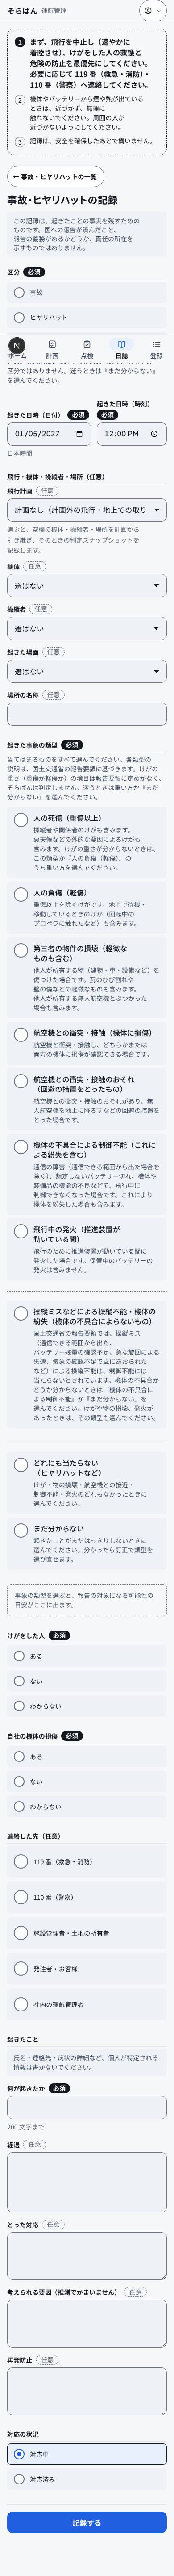 そらばん 運航管理
1 まず、飛行を中止し（速やかに
着陸させ）、けがをした人の救護と
危険の防止を最優先にしてください。
必要に応じて 119 番（救急・消防）・
110 番（警察）へ連絡してください。
2 機体やバッテリーから煙や熱が出ている
ときは、近づかず、無理に
触れないでください。周囲の人が
近づかないようにしてください。
3 記録は、安全を確保したあとで構いません。
← 事故・ヒヤリハットの一覧
事故・ヒヤリハットの記録
この記録は、起きたことの事実を残すための
ものです。国への報告が済んだこと、
報告の義務があるかどうか、責任の所在を
示すものではありません。
区分 必須
事故
ヒヤリハット
N
ホーム 計画 点検 日誌 登録
区分ではありません。迷うときは「まだ分からない」
を選んでください。
起きた日時（日付） 必須
起きた日時（時刻）
必須
01/05/2027
12:00 PM
日本時間
飛行・機体・操縦者・場所（任意）
飛行計画 任意
計画なし（計画外の飛行・地上での取り
選ぶと、空欄の機体・操縦者・場所を計画から
引き継ぎ、そのときの判定スナップショットを
記録します。
機体 任意
選ばない
操縦者 任意
選ばない
起きた場面 任意
選ばない
場所の名称 任意
起きた事象の類型 必須
当てはまるものをすべて選んでください。各類型の
説明は、国土交通省の報告要領に基づきます。けがの
重さ（重傷か軽傷か）の境目は報告要領に定めがなく、
そらばんは判定しません。迷うときは重い方か「まだ
分からない」を選んでください。
人の死傷（重傷以上）
操縦者や関係者のけがも含みます。
悪天候などの外的な要因によるけがも
含みます。けがの重さが分からないときは、
この類型か「人の負傷（軽傷）」の
うち重い方を選んでください。
人の負傷（軽傷）
重傷以上を除くけがです。地上で待機・
移動しているときのけが（回転中の
プロペラに触れたなど）も含みます。
第三者の物件の損壊（軽微な
ものも含む）
他人が所有する物（建物・車・設備など）を
傷つけた場合です。瓦のひび割れや
壁の傷などの軽微なものも含みます。
他人が所有する無人航空機とぶつかった
場合も含みます。
航空機との衝突・接触（機体に損傷）
航空機と衝突・接触し、どちらかまたは
両方の機体に損傷が確認できる場合です。
航空機との衝突・接触のおそれ
（回避の措置をとったもの）
航空機との衝突・接触のおそれがあり、無
人航空機を地上に降ろすなどの回避の措置を
とった場合です。
機体の不具合による制御不能（これに
よる紛失を含む）
通信の障害（通信できる範囲から出た場合を
除く）、想定しないバッテリー切れ、機体や
装備品の機能の不良などで、飛行中に
制御できなくなった場合です。これにより
機体を紛失した場合も含みます。
飛行中の発火（推進装置が
動いている間）
飛行のために推進装置が動いている間に
発火した場合です。保管中のバッテリーの
発火は含みません。
操縦ミスなどによる操縦不能・機体の
紛失（機体の不具合によらないもの）
国土交通省の報告要領では、操縦ミス
（通信できる範囲から出た、
バッテリー残量の確認不足、急な旋回による
失速、気象の確認不足で風にあおられた
など）による操縦不能は、制御不能には
当たらないとされています。機体の不具合か
どうか分からないときは『機体の不具合に
よる制御不能』か『まだ分からない』を
選んでください。けがや物の損壊、発火が
あったときは、その類型も選んでください。
どれにも当たらない
（ヒヤリハットなど）
けが・物の損壊・航空機との接近・
制御不能・発火のどれもなかったときに
選んでください。
まだ分からない
起きたことがまだはっきりしないときに
選んでください。分かったら訂正で類型を
選び直せます。
事象の類型を選ぶと、報告の対象になる可能性の
目安がここに出ます。
けがをした人 必須
ある
ない
わからない
自社の機体の損傷 必須
ある
ない
わからない
連絡した先（任意）
119 番（救急・消防）
110 番（警察）
施設管理者・土地の所有者
発注者・お客様
社内の運航管理者
起きたこと
氏名・連絡先・病状の詳細など、個人が特定される
情報は書かないでください。
何が起きたか 必須
200 文字まで
経過 任意
とった対応 任意
考えられる要因（推測でかまいません） 任意
再発防止 任意
対応の状況
対応中
対応済み
記録する